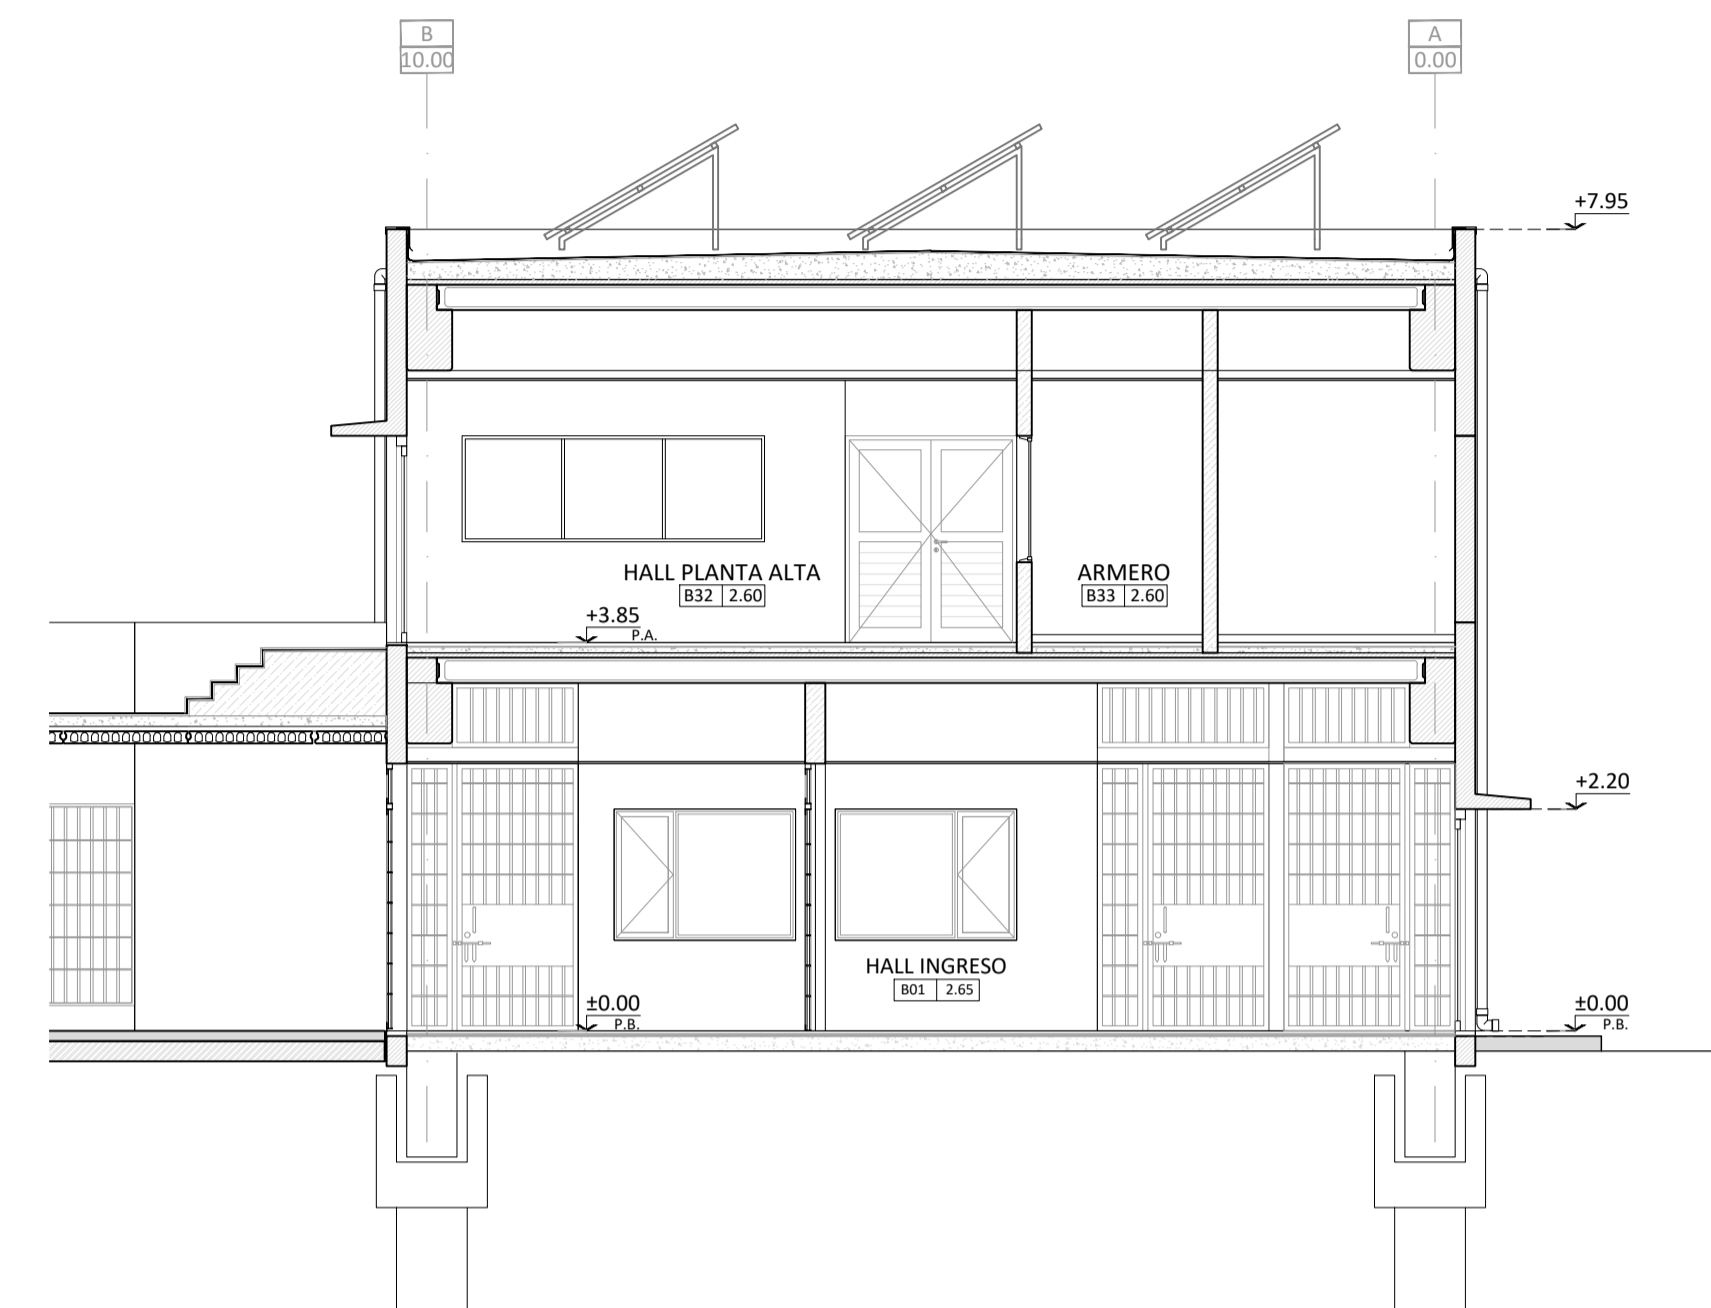 B
10.00
A
0.00
+7.95
HALL PLANTA ALTA
B32 2.60
ARMERO
B33 2.60
+3.85
P.A.
+2.20
HALL INGRESO
B01 2.65
±0.00
P.B.
±0.00
P.B.